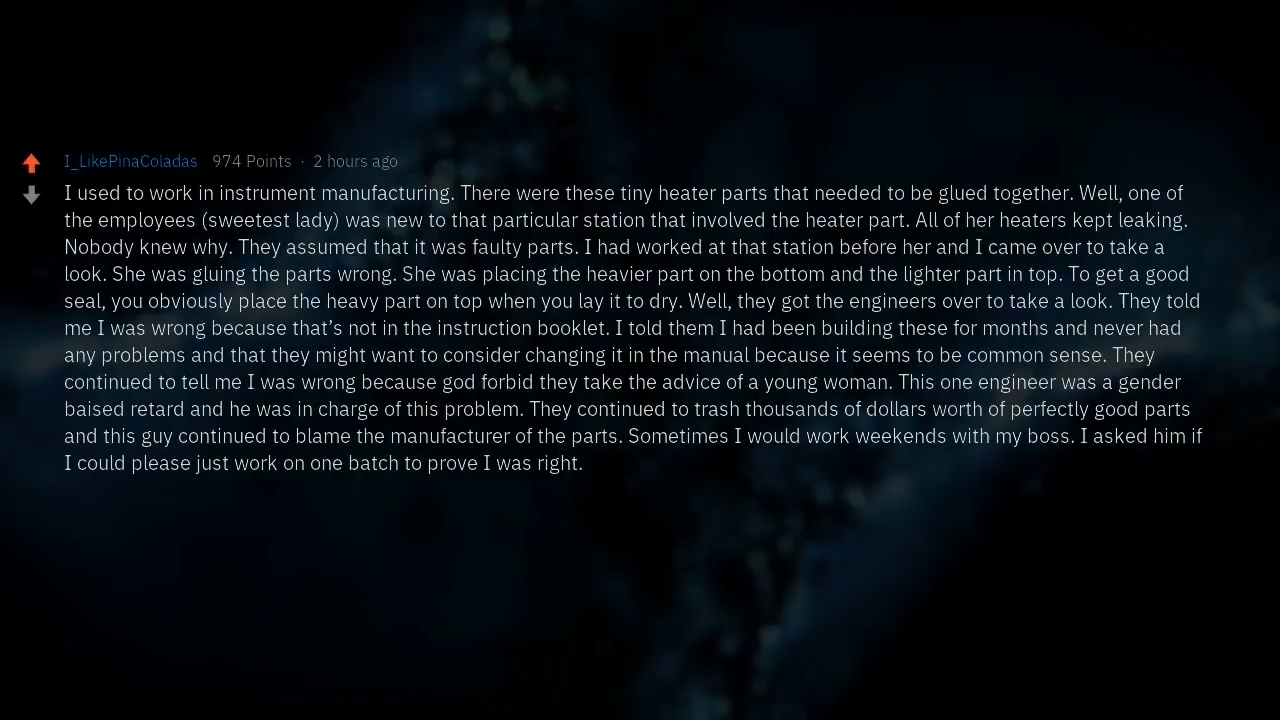 I_LikePinaColadas 974 Points · 2 hours ago
I used to work in instrument manufacturing. There were these tiny heater parts that needed to be glued together. Well, one of
the employees (sweetest lady) was new to that particular station that involved the heater part. All of her heaters kept leaking.
Nobody knew why. They assumed that it was faulty parts. I had worked at that station before her and I came over to take a
look. She was gluing the parts wrong. She was placing the heavier part on the bottom and the lighter part in top. To get a good
seal, you obviously place the heavy part on top when you lay it to dry. Well, they got the engineers over to take a look. They told
me I was wrong because that’s not in the instruction booklet. I told them I had been building these for months and never had
any problems and that they might want to consider changing it in the manual because it seems to be common sense. They
continued to tell me I was wrong because god forbid they take the advice of a young woman. This one engineer was a gender
baised retard and he was in charge of this problem. They continued to trash thousands of dollars worth of perfectly good parts
and this guy continued to blame the manufacturer of the parts. Sometimes I would work weekends with my boss. I asked him if
I could please just work on one batch to prove I was right.